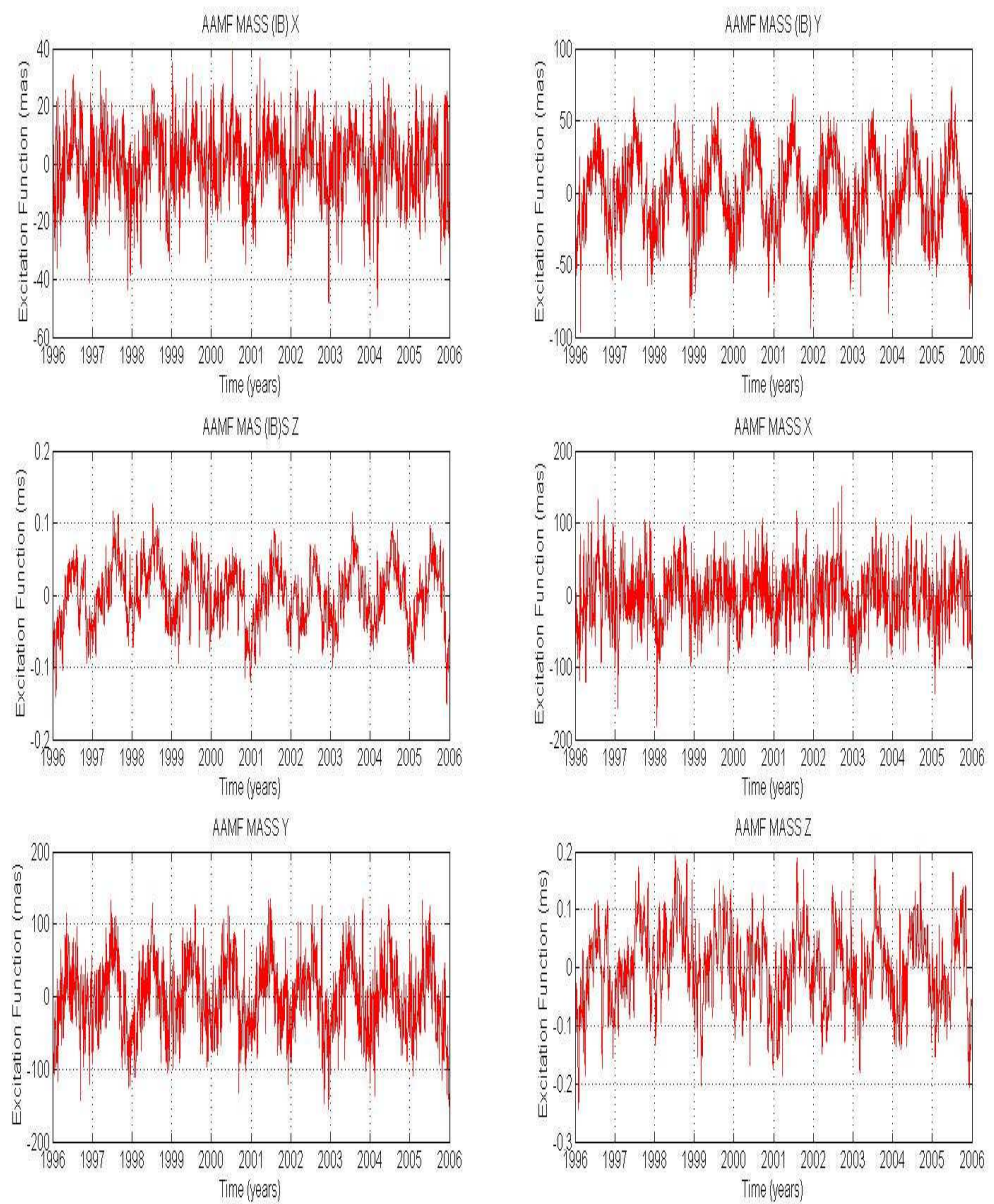 AAMF MASS (IB) X
AAMF MASS (IB) Y
Excitation Function (mas)
40
20
0
-20
-40
-60
1996 1997 1998 1999 2000 2001 2002 2003 2004 2005 2006
Time (years)
Excitation Function (mas)
100
50
0
-50
-100
1996 1997 1998 1999 2000 2001 2002 2003 2004 2005 2006
Time (years)
AAMF MAS (IB)S Z
AAMF MASS X
Excitation Function (ms)
0.2
0.1
0
-0.1
-0.2
1996 1997 1998 1999 2000 2001 2002 2003 2004 2005 2006
Time (years)
Excitation Function (mas)
200
100
0
-100
-200
1996 1997 1998 1999 2000 2001 2002 2003 2004 2005 2006
Time (years)
AAMF MASS Y
AAMF MASS Z
Excitation Function (mas)
200
100
0
-100
-200
1996 1997 1998 1999 2000 2001 2002 2003 2004 2005 2006
Time (years)
Excitation Function (ms)
0.2
0.1
0
-0.1
-0.2
-0.3
1996 1997 1998 1999 2000 2001 2002 2003 2004 2005 2006
Time (years)